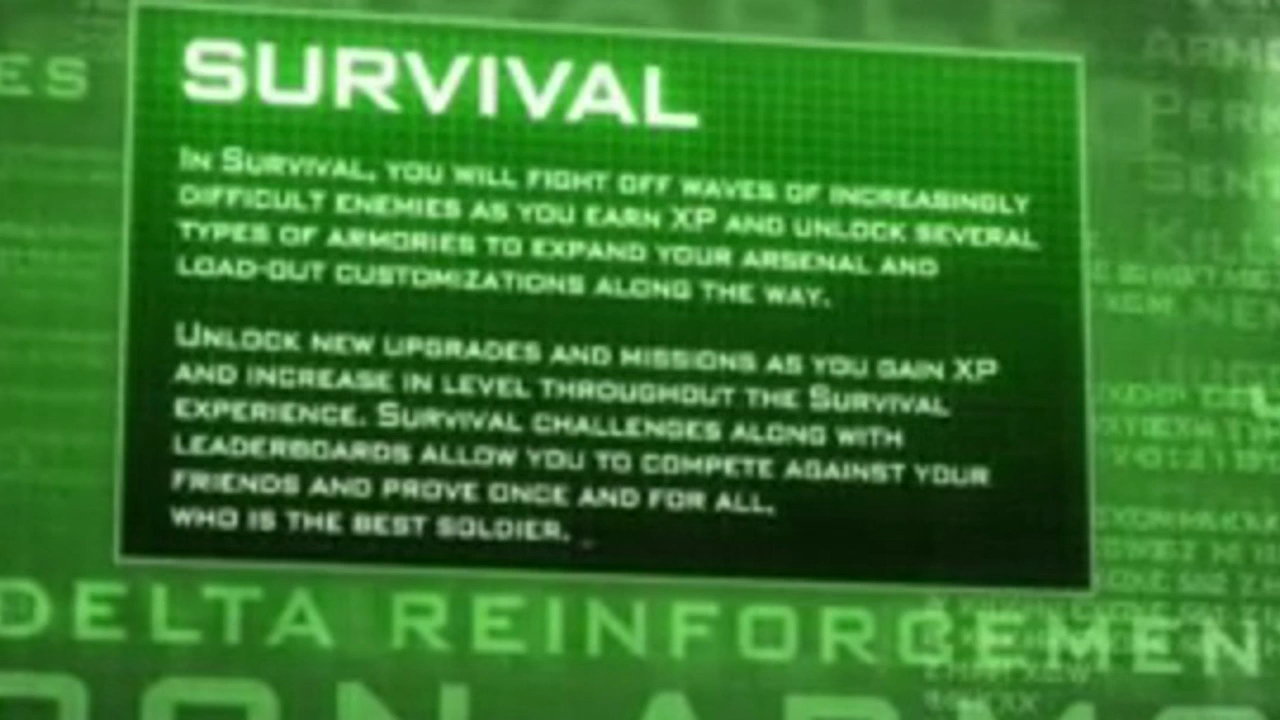 ES
SURVIVAL
IN SURVIVAL, YOU WILL FIGHT OFF WAVES OF INCREASINGLY
DIFFICULT ENEMIES AS YOU EARN XP AND UNLOCK SEVERAL
TYPES OF ARMORIES TO EXPAND YOUR ARSENAL AND
LOAD-OUT CUSTOMIZATIONS ALONG THE WAY.
UNLOCK NEW UPGRADES AND MISSIONS AS YOU GAIN XP
AND INCREASE IN LEVEL THROUGHOUT THE SURVIVAL
EXPERIENCE. SURVIVAL CHALLENGES ALONG WITH
LEADERBOARDS ALLOW YOU TO COMPETE AGAINST YOUR
FRIENDS AND PROVE ONCE AND FOR ALL,
WHO IS THE BEST SOLDIER.
DELTA REINFORCEMEN